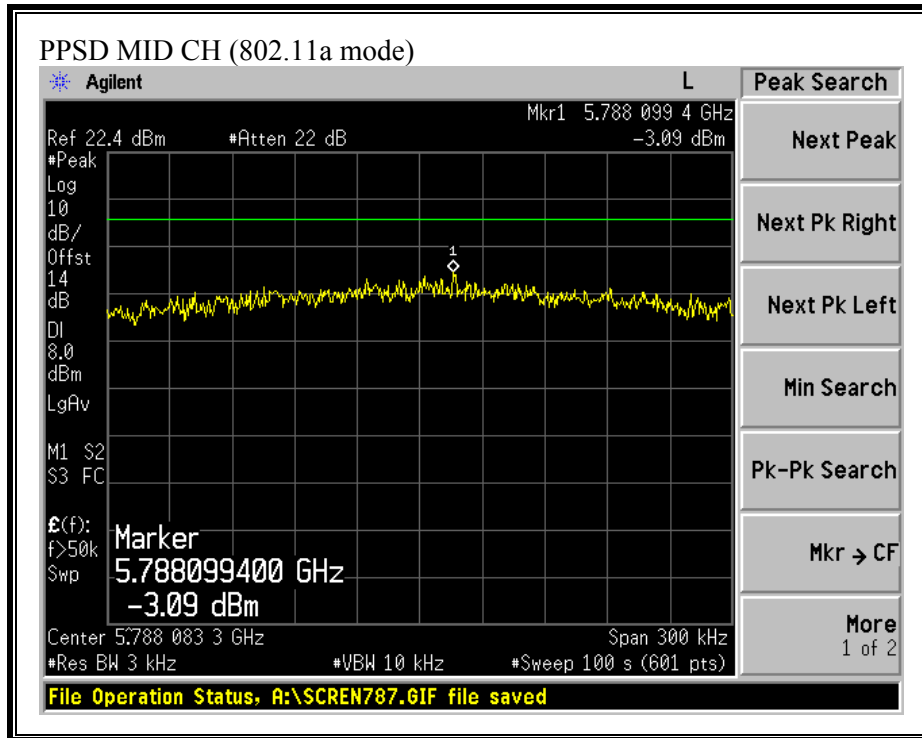 PPSD MID CH (802.11a mode)
Agilent L Peak Search
Mkr1 5.788 099 4 GHz
Ref 22.4 dBm #Atten 22 dB -3.09 dBm
#Peak
Log
10
dB/
Offst
14
dB
DI
8.0
dBm
LgAv
M1 S2
S3 FC
£(f):
f>50k
Swp
1
Marker
5.788099400 GHz
-3.09 dBm
Center 5.788 083 3 GHz Span 300 kHz
#Res BW 3 kHz #VBW 10 kHz #Sweep 100 s (601 pts)
Next Peak
Next Pk Right
Next Pk Left
Min Search
Pk-Pk Search
Mkr → CF
More
1 of 2
File Operation Status, A:\SCREN787.GIF file saved